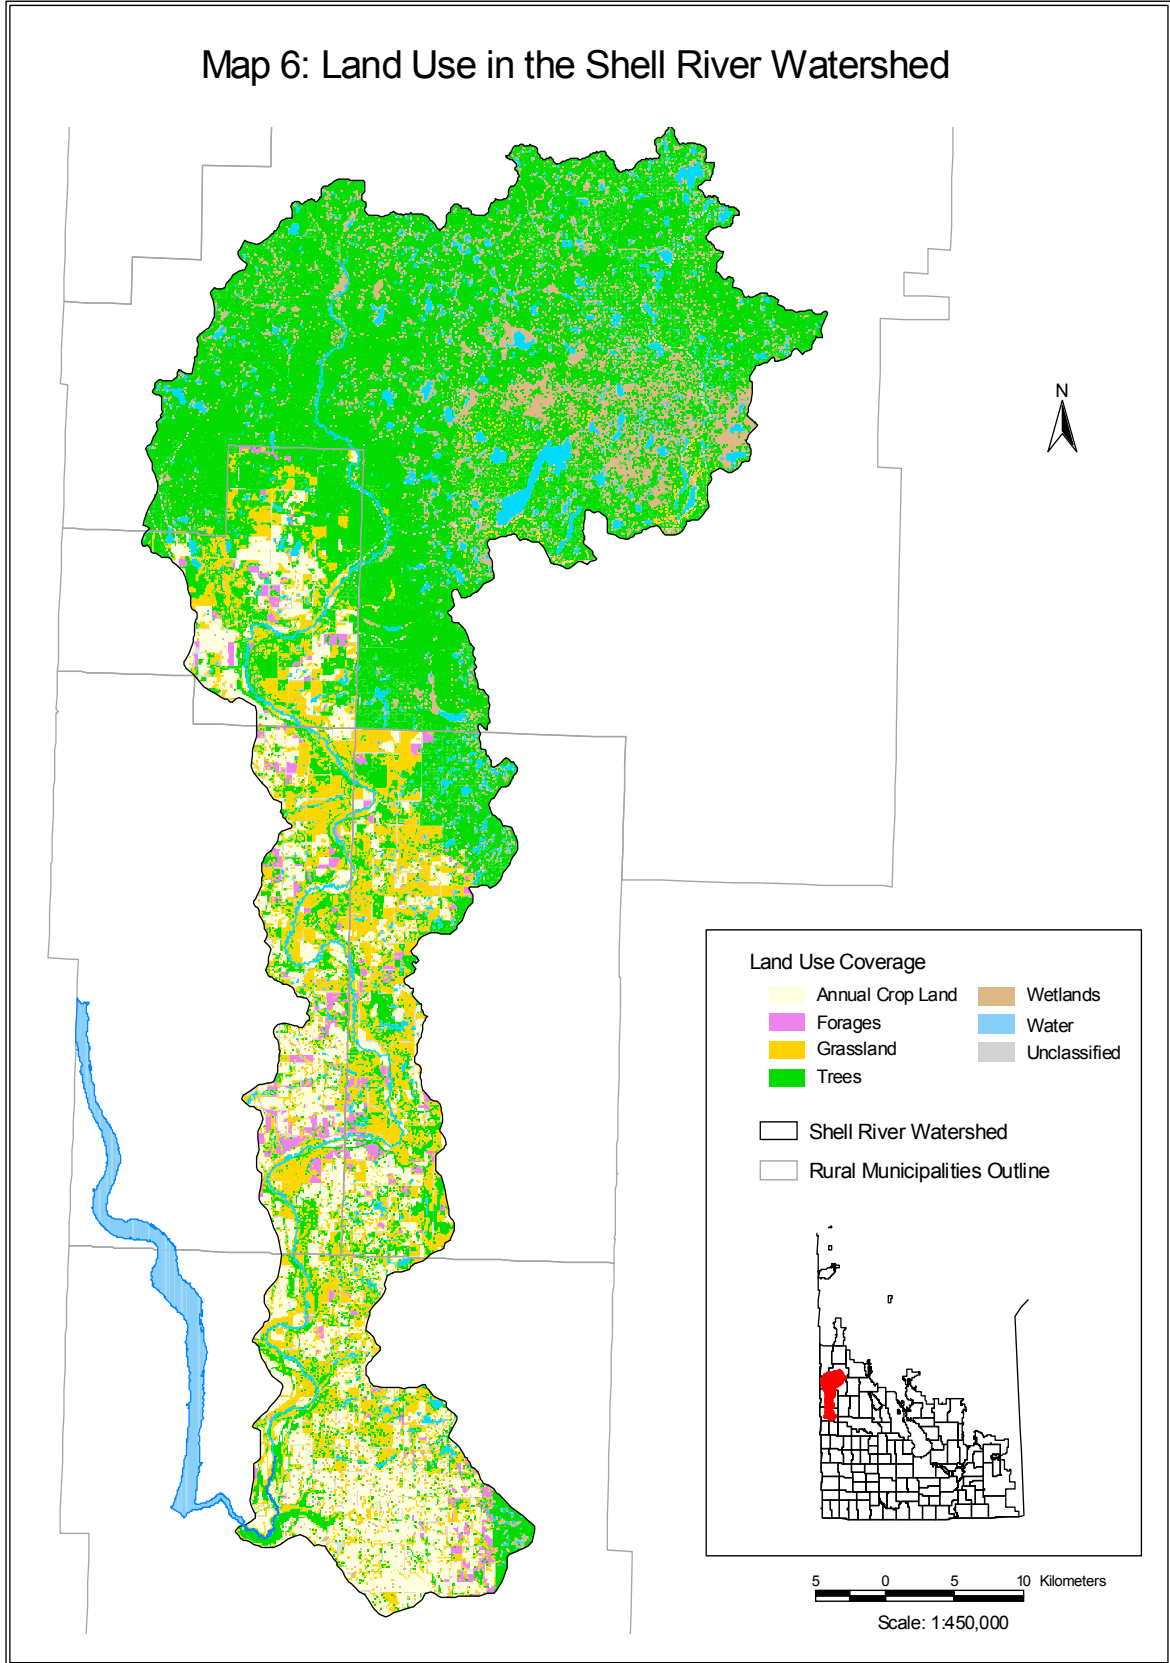 Map 6: Land Use in the Shell River Watershed
N
Land Use Coverage
Annual Crop Land
Forages
Grassland
Trees
Wetlands
Water
Unclassified
Shell River Watershed
Rural Municipalities Outline
5 0 5 10 Kilometers
Scale: 1:450,000